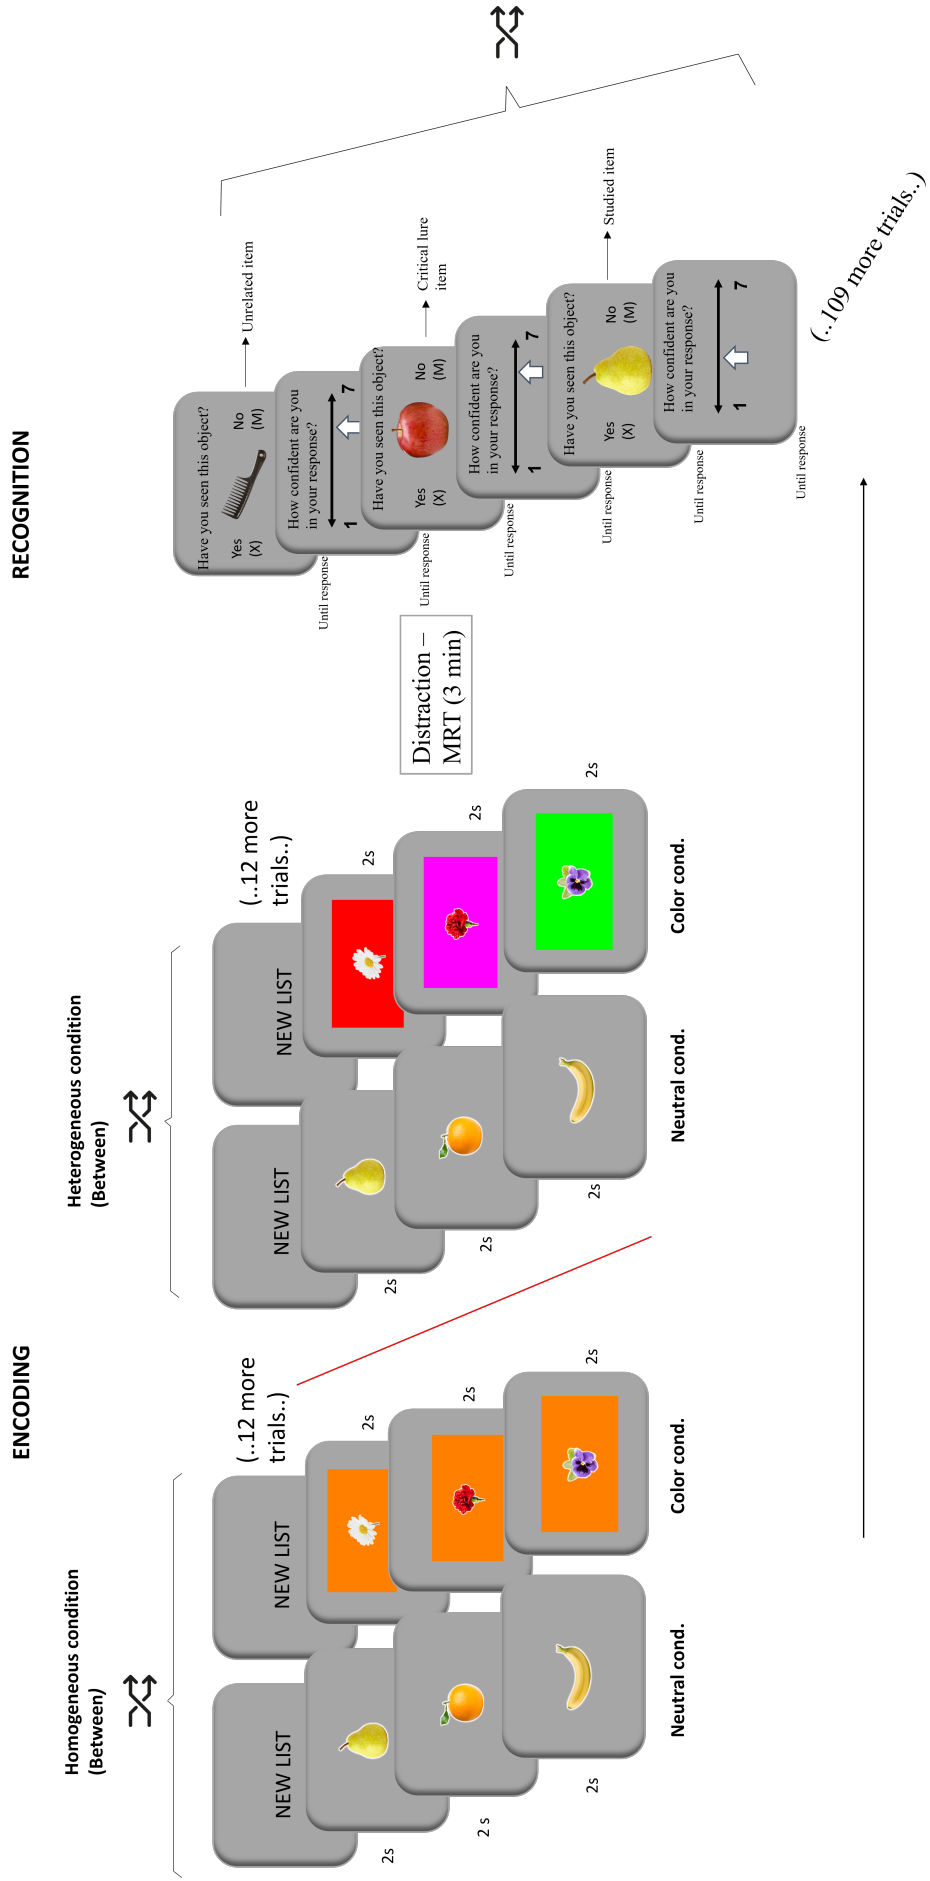 ENCODING
RECOGNITION
Homogeneous condition
(Between)
NEW LIST
2s
2 s
2s
Neutral cond.
NEW LIST
(..12 more
trials..)
2s
2s
2s
Color cond.
Heterogeneous condition
(Between)
NEW LIST
2s
2s
2s
Neutral cond.
NEW LIST
(..12 more
trials..)
2s
2s
2s
Color cond.
Distraction –
MRT (3 min)
Have you seen this object?
Yes
(X)
No
(M)
Unrelated item
Until response
How confident are you
in your response?
1
7
Until response
Have you seen this object?
Yes
(X)
No
(M)
Critical lure
item
Until response
How confident are you
in your response?
1
7
Until response
Have you seen this object?
Yes
(X)
No
(M)
Studied item
Until response
How confident are you
in your response?
1
7
Until response
(..109 more trials..)